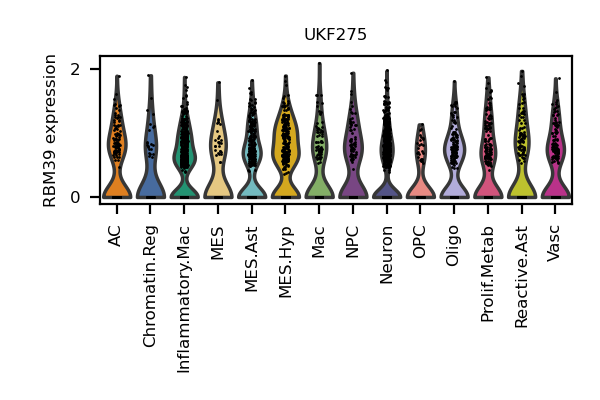 UKF275
RBM39 expression
2
0
AC
Chromatin.Reg
Inflammatory.Mac
MES
MES.Ast
MES.Hyp
Mac
NPC
Neuron
OPC
Oligo
Prolif.Metab
Reactive.Ast
Vasc